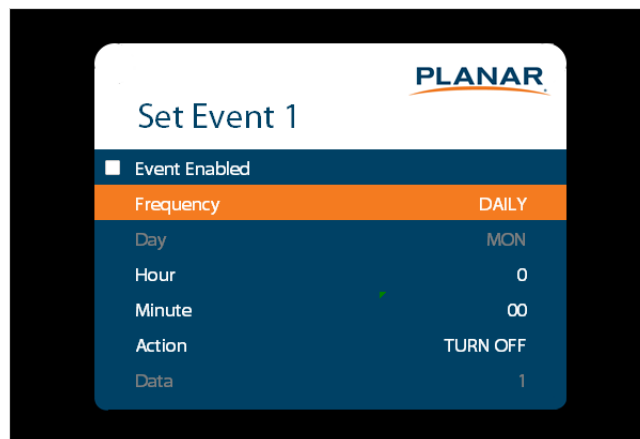 PLANAR
Set Event 1
Event Enabled
Frequency DAILY
Day MON
Hour 0
Minute 00
Action TURN OFF
Data 1